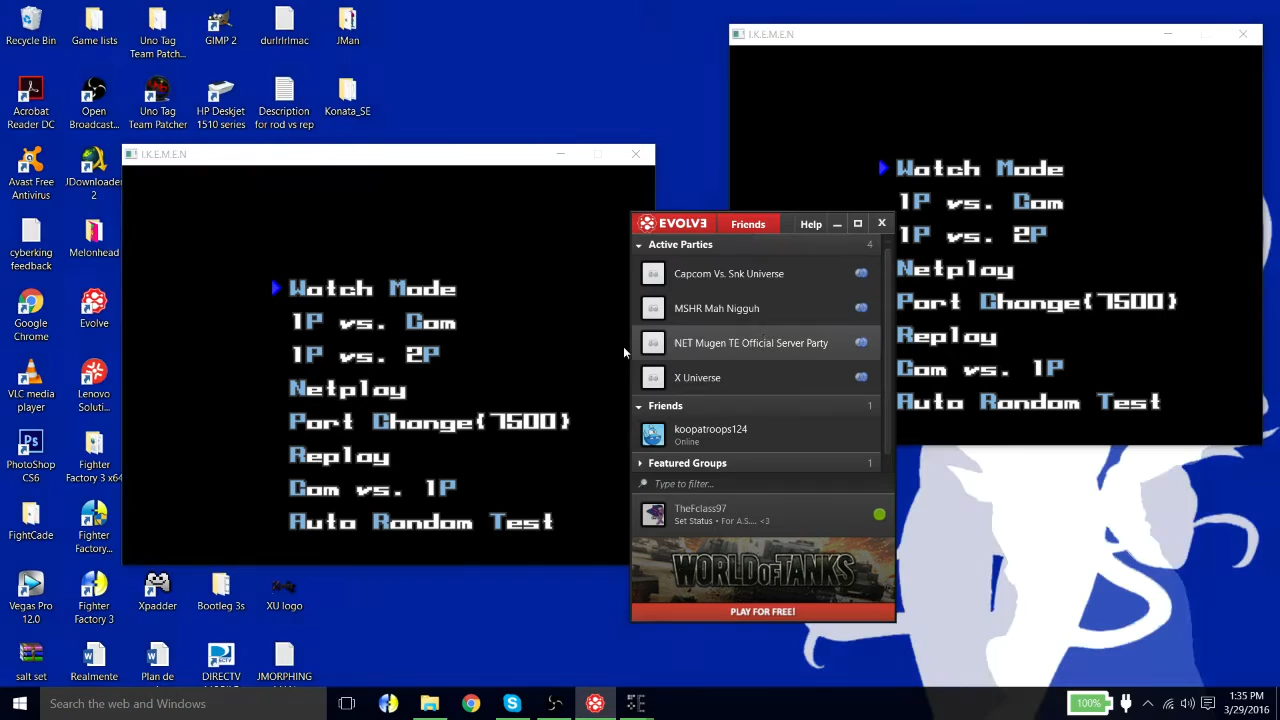 Recycle Bin
Game lists
Uno Tag
Team Patch...
GIMP 2
durlrlrlmac
JMan
Acrobat
Reader DC
Open
Broadcast...
Uno Tag
Team Patcher
HP Deskjet
1510 series
Description
for rod vs rep
Konata_SE
Avast Free
Antivirus
JDownloader
2
cyberking
feedback
Melonhead
Google
Chrome
Evolve
VLC media
player
Lenovo
Soluti...
PhotoShop
CS6
Fighter
Factory 3 x64
FightCade
Fighter
Factory...
Vegas Pro
12.0
Fighter
Factory 3
Xpadder
Bootleg 3s
XU logo
salt set
Realmente
Plan de
DIRECTV
JMORPHING
I.K.E.M.E.N
Watch Mode
1P vs. Com
1P vs. 2P
Netplay
Port Change(7500)
Replay
Com vs. 1P
Auto Random Test
EVOLVE
Friends
Help
Active Parties
4
Capcom Vs. Snk Universe
MSHR Mah Nigguh
NET Mugen TE Official Server Party
X Universe
Friends
1
koopatroops124
Online
Featured Groups
1
Type to filter...
TheFclass97
Set Status • For A.S.... <3
WORLD OF TANKS
PLAY FOR FREE!
I.K.E.M.E.N
Watch Mode
1P vs. Com
1P vs. 2P
Netplay
Port Change(7500)
Replay
Com vs. 1P
Auto Random Test
Search the web and Windows
100%
1:35 PM
3/29/2016